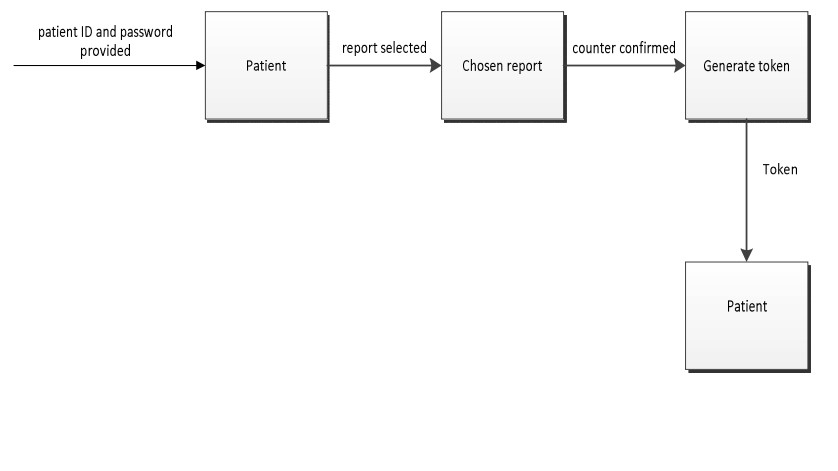 patient ID and password
provided
Patient
report selected
Chosen report
counter confirmed
Generate token
Token
Patient